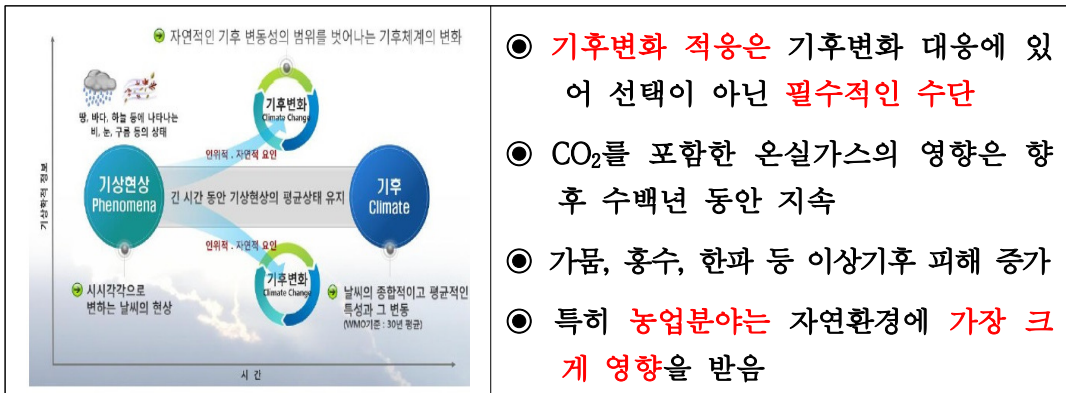 자연적인 기후 변동성의 범위를 벗어나는 기후체계의 변화
땅, 바다, 하늘 등에 나타나는
비, 눈, 구름 등의 상태
기후변화
Climate Change
인위적 . 자연적 요인
기상학적 정보
기상현상
Phenomena
긴 시간 동안 기상현상의 평균상태 유지
기후
Climate
인위적 . 자연적 요인
기후변화
Climate Change
시시각각으로
변하는 날씨의 현상
날씨의 종합적이고 평균적인
특성과 그 변동
(WMO기준 : 30년 평균)
시 간
◉ 기후변화 적응은 기후변화 대응에 있
어 선택이 아닌 필수적인 수단
◉ CO₂를 포함한 온실가스의 영향은 향
후 수백년 동안 지속
◉ 가뭄, 홍수, 한파 등 이상기후 피해 증가
◉ 특히 농업분야는 자연환경에 가장 크
게 영향을 받음